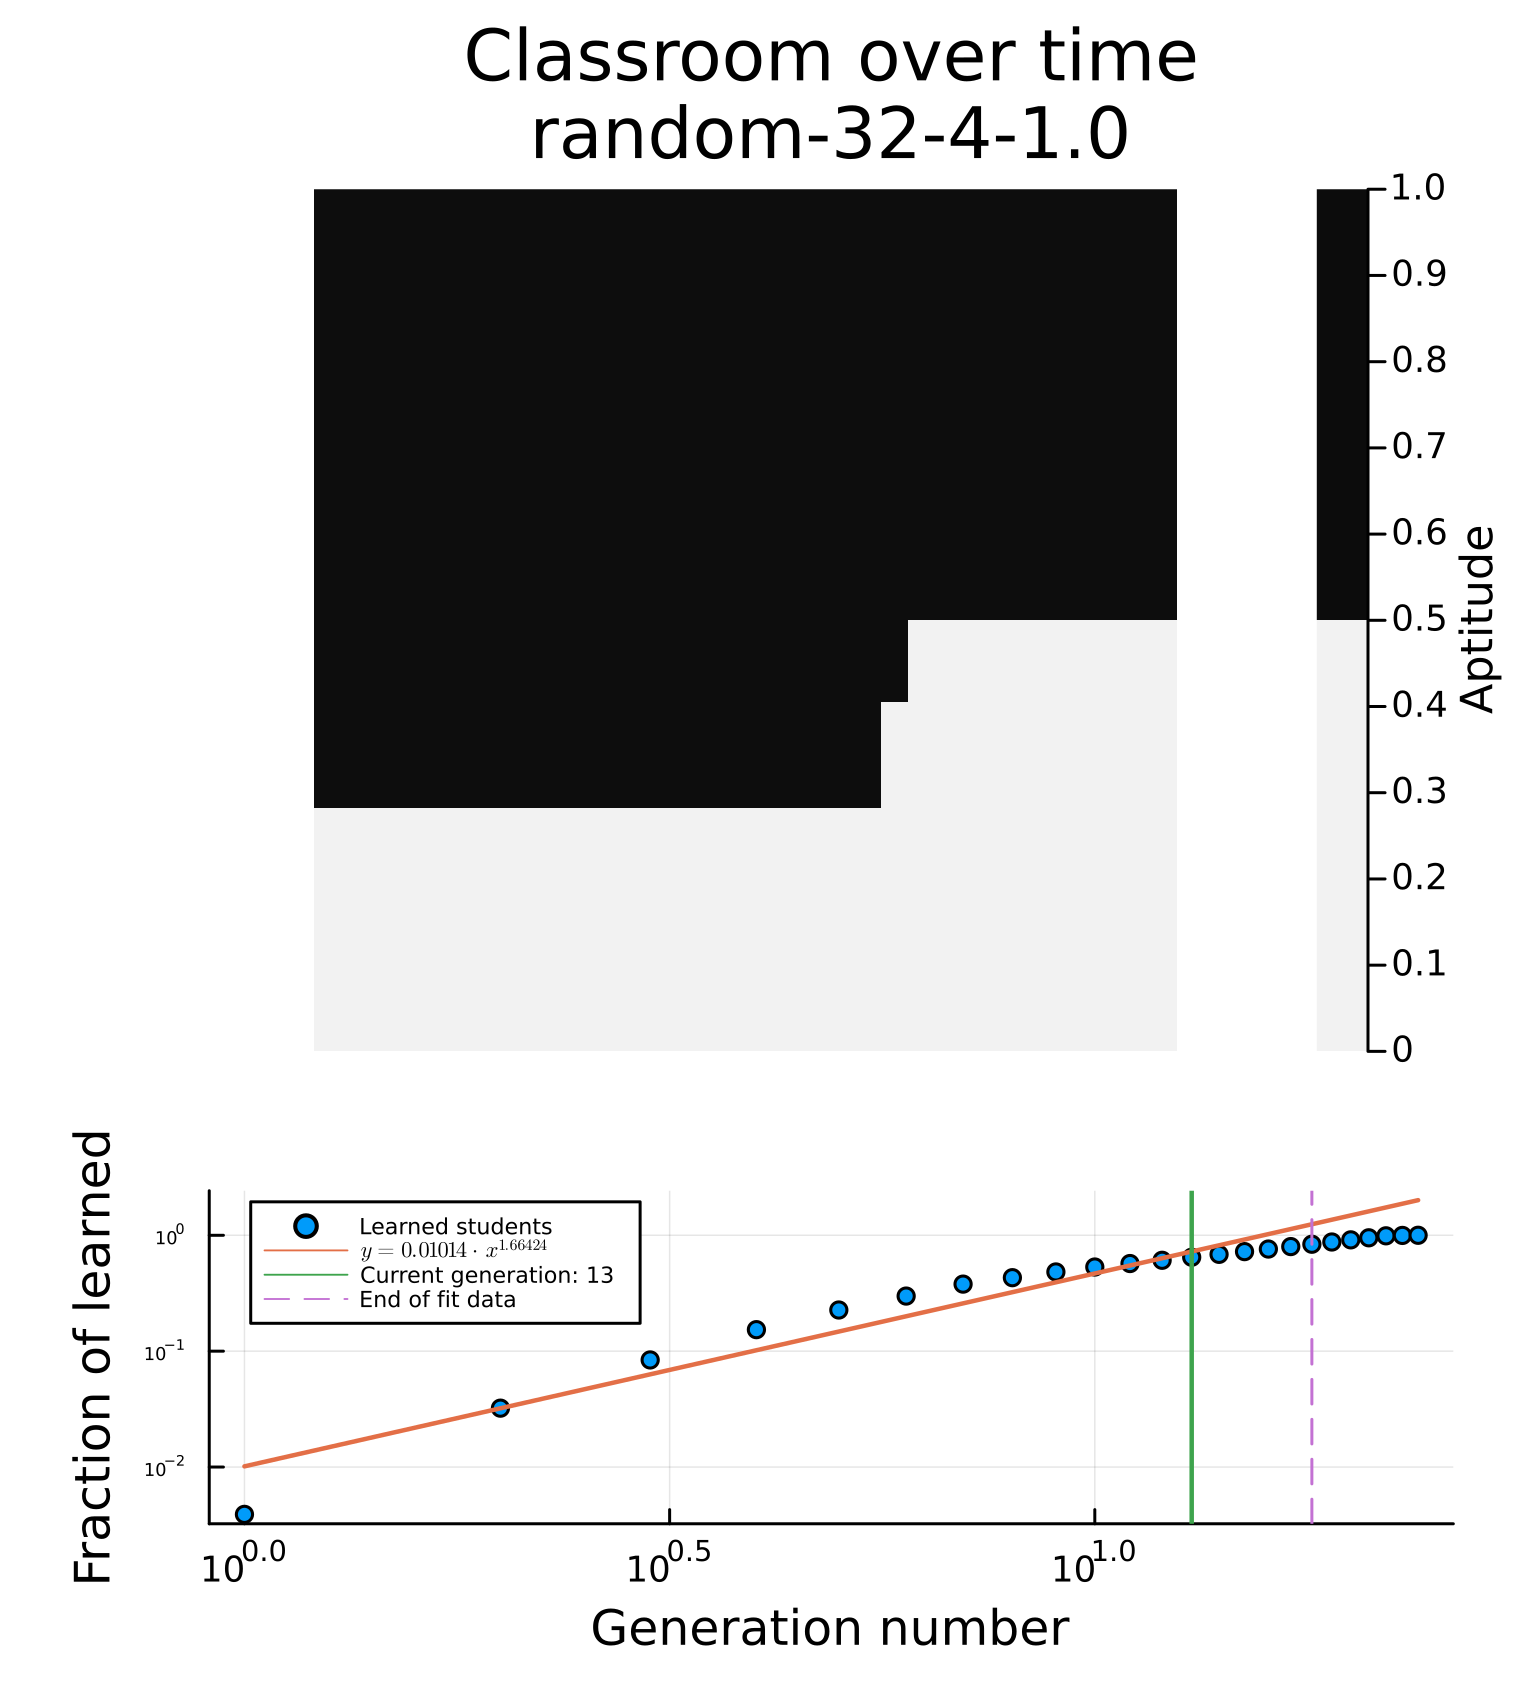 Classroom over time
random-32-4-1.0
1.0
0.9
0.8
0.7
0.6
0.5
0.4
0.3
0.2
0.1
0
Aptitude
Fraction of learned
10⁰
10⁻¹
10⁻²
Learned students
y = 0.01014 · x^1.66424
Current generation: 13
End of fit data
10^0.0
10^0.5
10^1.0
Generation number